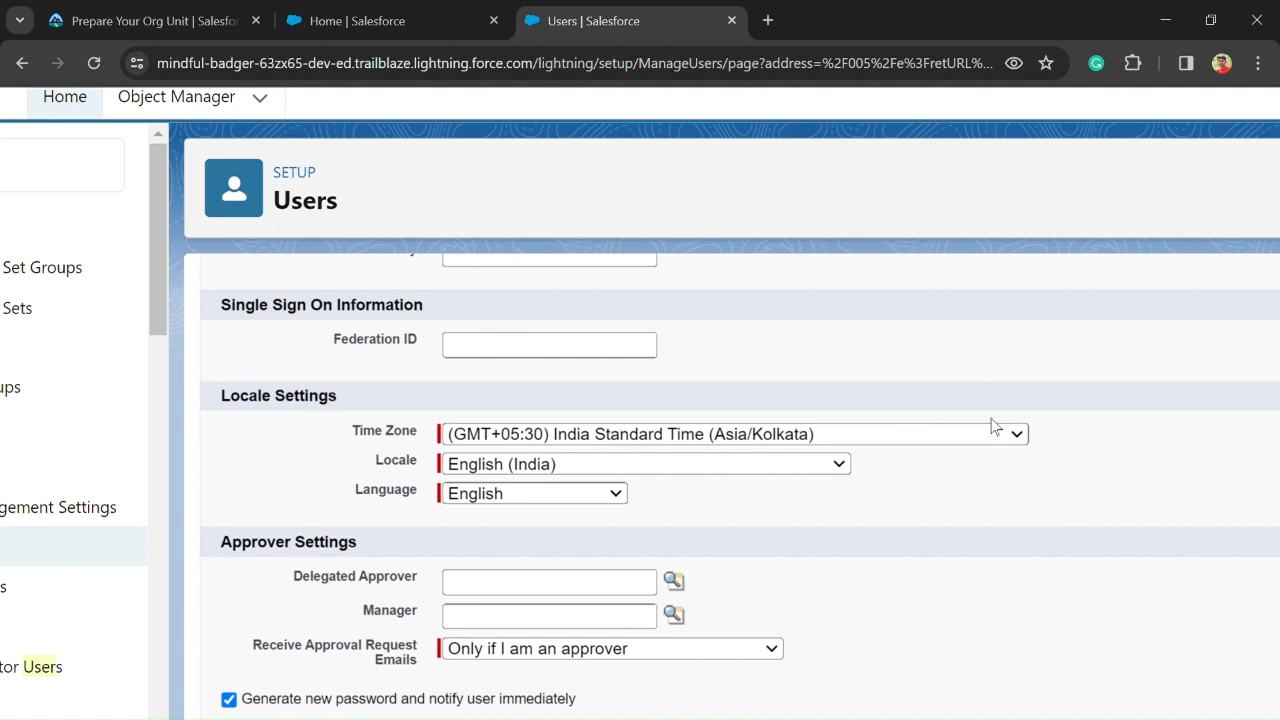 Prepare Your Org Unit | Salesfo
Home | Salesforce
Users | Salesforce
mindful-badger-63zx65-dev-ed.trailblaze.lightning.force.com/lightning/setup/ManageUsers/page?address=%2F005%2Fe%3FretURL%...
Home
Object Manager
SETUP
Users
Set Groups
Sets
ups
gement Settings
s
tor Users
Single Sign On Information
Federation ID
Locale Settings
Time Zone
(GMT+05:30) India Standard Time (Asia/Kolkata)
Locale
English (India)
Language
English
Approver Settings
Delegated Approver
Manager
Receive Approval Request
Emails
Only if I am an approver
Generate new password and notify user immediately